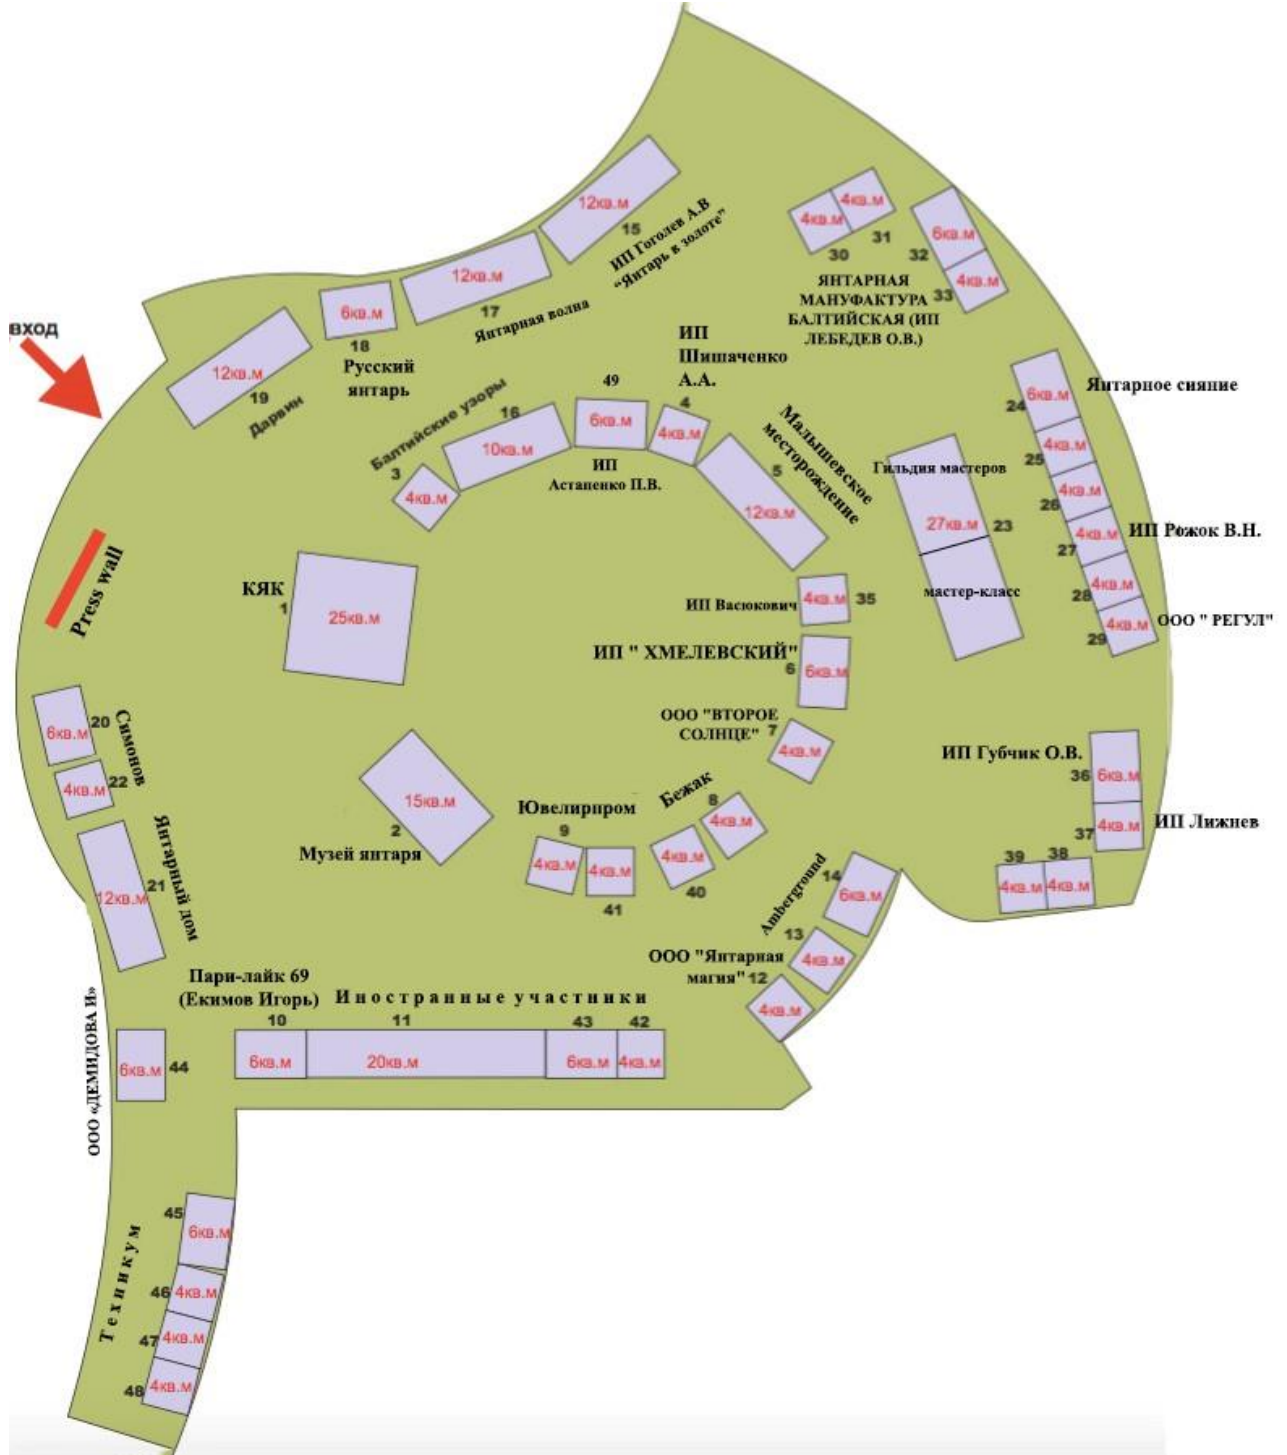 12кв.м
15
ИП Гоголев А.В
“Янтарь в золоте”
12кв.м
17
Янтарная волна
6кв.м
18
Русский
янтарь
вход
12кв.м
19
Дарвин
4кв.м
4кв.м
30
31
6кв.м
32
4кв.м
33
ЯНТАРНАЯ
МАНУФАКТУРА
БАЛТИЙСКАЯ (ИП
ЛЕБЕДЕВ О.В.)
ИП
Шишаченко
А.А.
4
4кв.м
49
6кв.м
ИП
Астапенко П.В.
Балтийские узоры
16
10кв.м
3
4кв.м
Малышевское
месторождение
5
12кв.м
Янтарное сияние
24
6кв.м
25
4кв.м
26
4кв.м
27
4кв.м
ИП Рожок В.Н.
28
4кв.м
29
4кв.м
ООО " РЕГУЛ"
Гильдия мастеров
27кв.м
23
мастер-класс
Press wall
КЯК
1
25кв.м
ИП Васюкович
4кв.м
35
ИП " ХМЕЛЕВСКИЙ"
6
6кв.м
ООО "ВТОРОЕ
СОЛНЦЕ"
7
4кв.м
6кв.м
20
Симонов
4кв.м
22
ИП Губчик О.В.
36
6кв.м
37
4кв.м
ИП Лижнев
39
38
4кв.м
4кв.м
15кв.м
2
Музей янтаря
Ювелирпром
9
4кв.м
4кв.м
41
Бежак
8
4кв.м
4кв.м
40
Янтарный дом
21
12кв.м
Amberground
14
6кв.м
13
4кв.м
ООО "Янтарная
магия"
12
4кв.м
Пари-лайк 69
(Екимов Игорь)
Иностранные участники
10
11
43
42
6кв.м
20кв.м
6кв.м
4кв.м
ООО «ДЕМИДОВА И»
6кв.м
44
45
6кв.м
Техникум
46
4кв.м
47
4кв.м
48
4кв.м